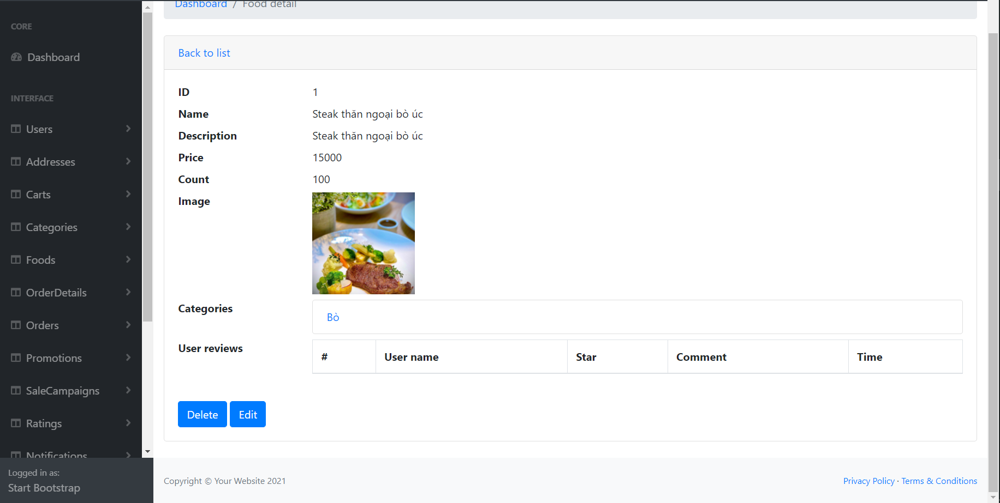 CORE
Dashboard
INTERFACE
Users
Addresses
Carts
Categories
Foods
OrderDetails
Orders
Promotions
SaleCampaigns
Ratings
Notifications
Logged in as:
Start Bootstrap
Dashboard / Food detail
Back to list
ID 1
Name Steak thăn ngoại bò úc
Description Steak thăn ngoại bò úc
Price 15000
Count 100
Image
Categories Bò
User reviews # User name Star Comment Time
Delete Edit
Copyright © Your Website 2021 Privacy Policy · Terms & Conditions